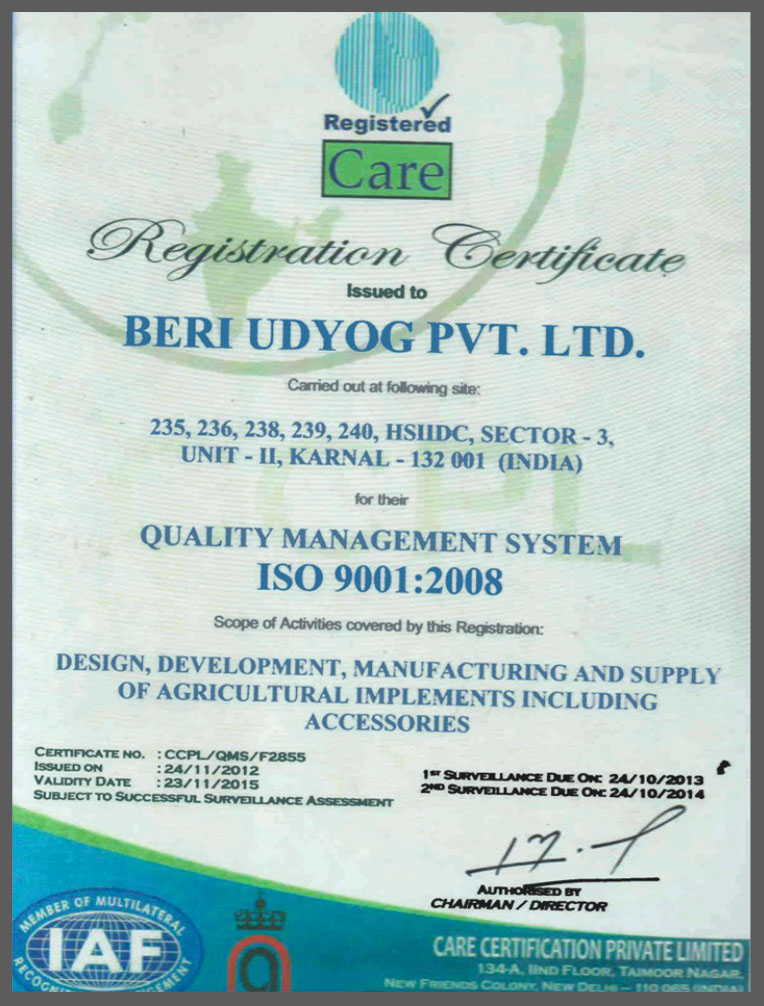 Registered
Care
Registration Certificate
Issued to
BERI UDYOG PVT. LTD.
Carried out at following site:
235, 236, 238, 239, 240, HSIIDC, SECTOR - 3,
UNIT - II, KARNAL - 132 001 (INDIA)
for their
QUALITY MANAGEMENT SYSTEM
ISO 9001:2008
Scope of Activities covered by this Registration:
DESIGN, DEVELOPMENT, MANUFACTURING AND SUPPLY
OF AGRICULTURAL IMPLEMENTS INCLUDING
ACCESSORIES
CERTIFICATE NO. : CCPL/QMS/F2855
ISSUED ON : 24/11/2012
VALIDITY DATE : 23/11/2015
SUBJECT TO SUCCESSFUL SURVEILLANCE ASSESSMENT
1ST SURVEILLANCE DUE ON: 24/10/2013
2ND SURVEILLANCE DUE ON: 24/10/2014
AUTHORISED BY
CHAIRMAN / DIRECTOR
MEMBER OF MULTILATERAL
IAF
CARE CERTIFICATION PRIVATE LIMITED
134-A, IIND FLOOR, TAIMOOR NAGAR,
NEW FRIENDS COLONY, NEW DELHI - 110 065 (INDIA)